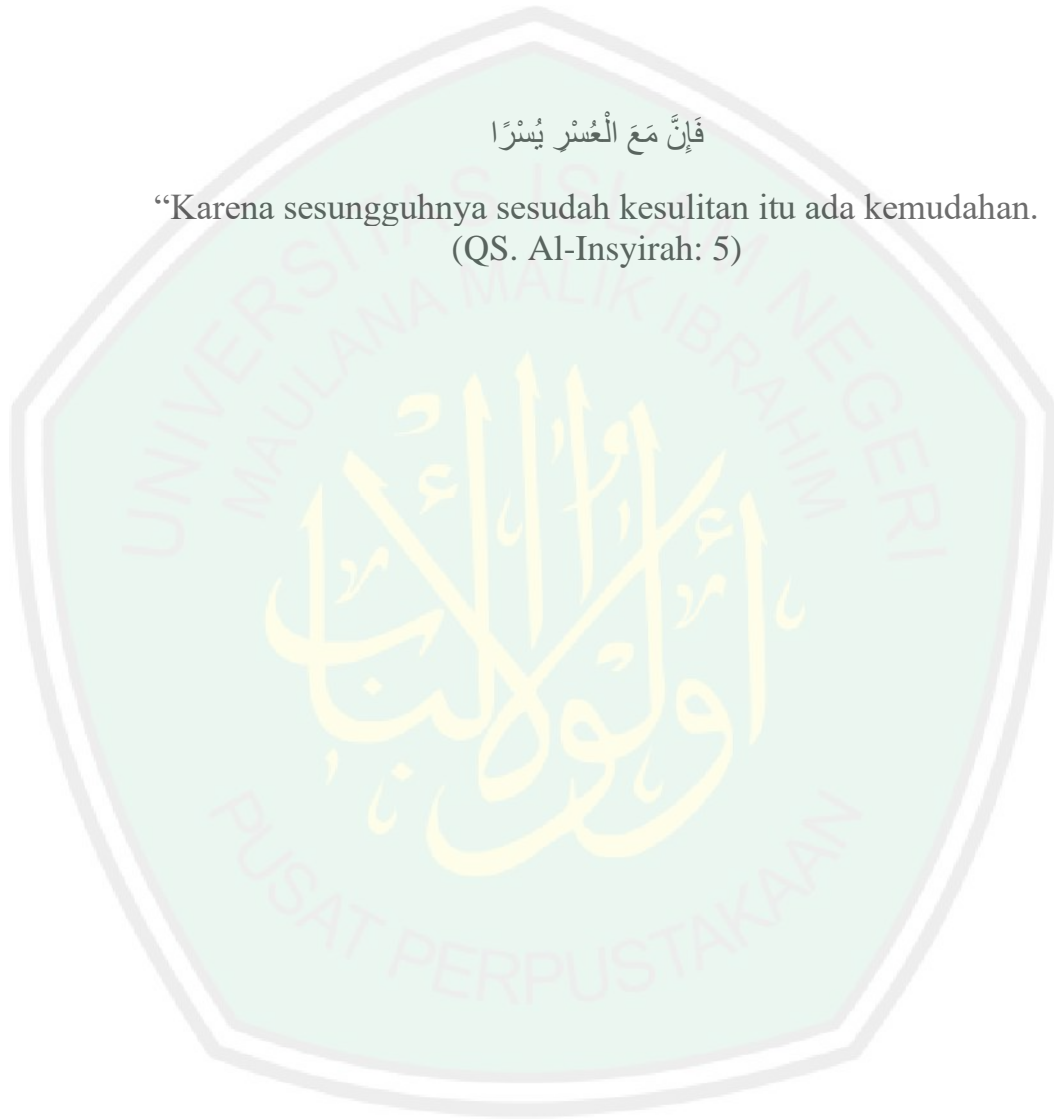 فَإِنَّ مَعَ الْعُسْرِ يُسْرًا
“Karena sesungguhnya sesudah kesulitan itu ada kemudahan.
(QS. Al-Insyirah: 5)
UNIVERSITAS ISLAM NEGERI
MAULANA MALIK IBRAHIM
أولوا الألباب
PUSAT PERPUSTAKAAN